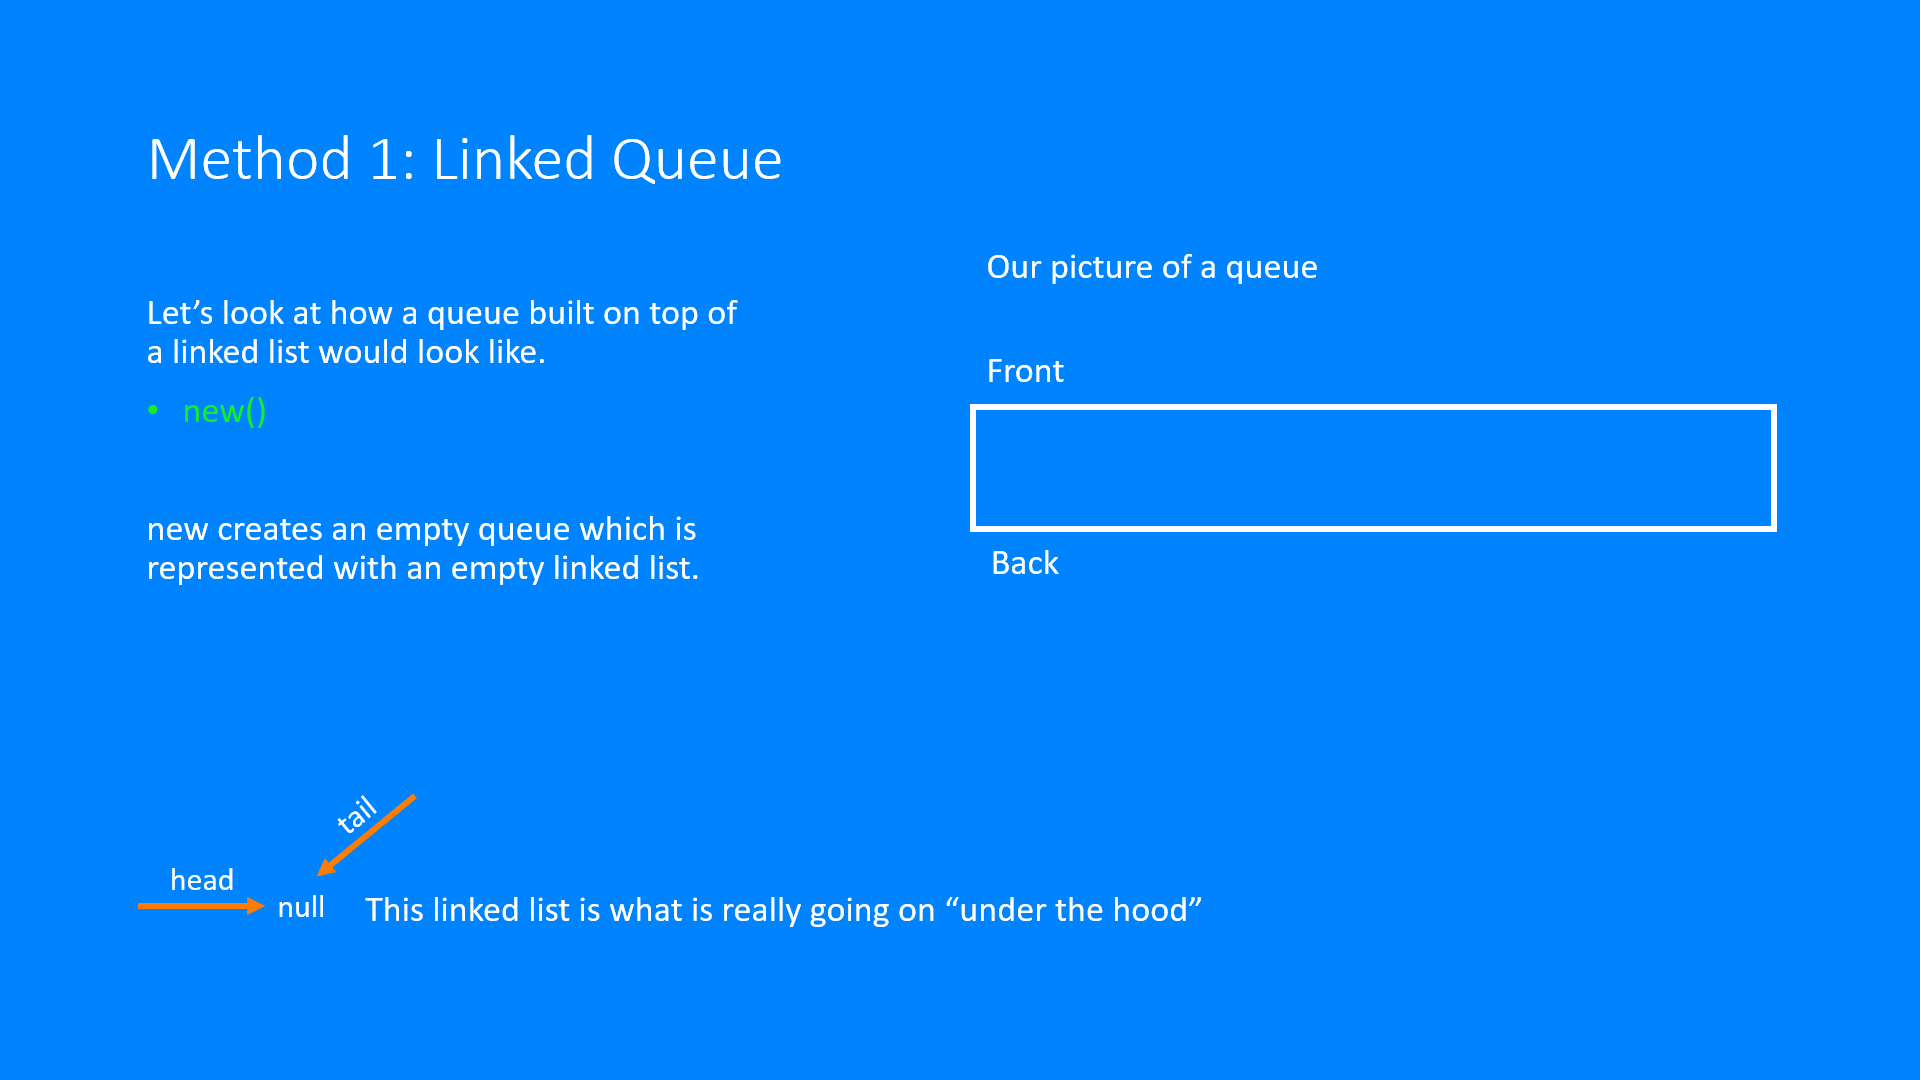 Method 1: Linked Queue
Let’s look at how a queue built on top of
a linked list would look like.
• new()
new creates an empty queue which is
represented with an empty linked list.
Our picture of a queue
Front
Back
tail
head
null
This linked list is what is really going on “under the hood”